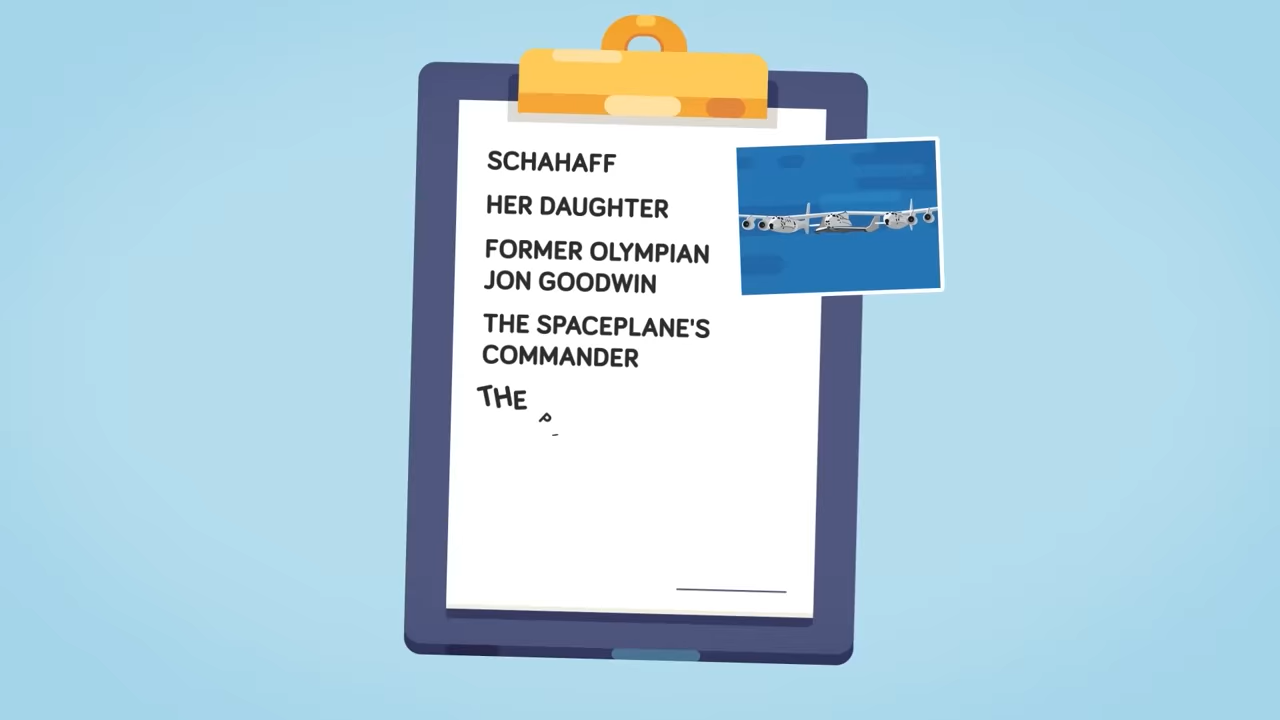 SCHAHAFF
HER DAUGHTER
FORMER OLYMPIAN
JON GOODWIN
THE SPACEPLANE'S
COMMANDER
THE P